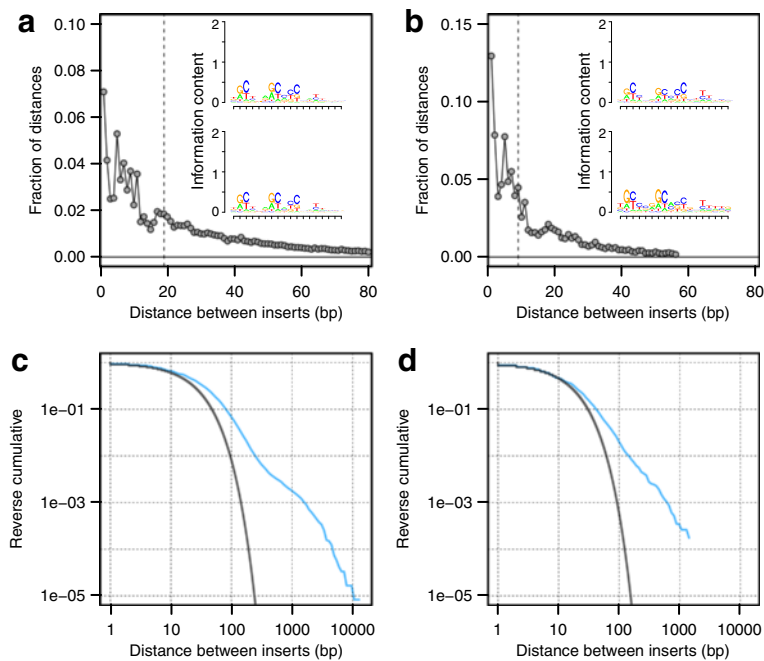 a
0.10
0.08
0.06
0.04
0.02
0.00
Fraction of distances
0
20
40
60
80
Distance between inserts (bp)
Information content
2
1
0
2
1
0
b
0.15
0.10
0.05
0.00
Fraction of distances
0
20
40
60
80
Distance between inserts (bp)
Information content
2
1
0
2
1
0
c
1e−01
1e−03
1e−05
Reverse cumulative
1
10
100
1000
10000
Distance between inserts (bp)
d
1e−01
1e−03
1e−05
Reverse cumulative
1
10
100
1000
10000
Distance between inserts (bp)